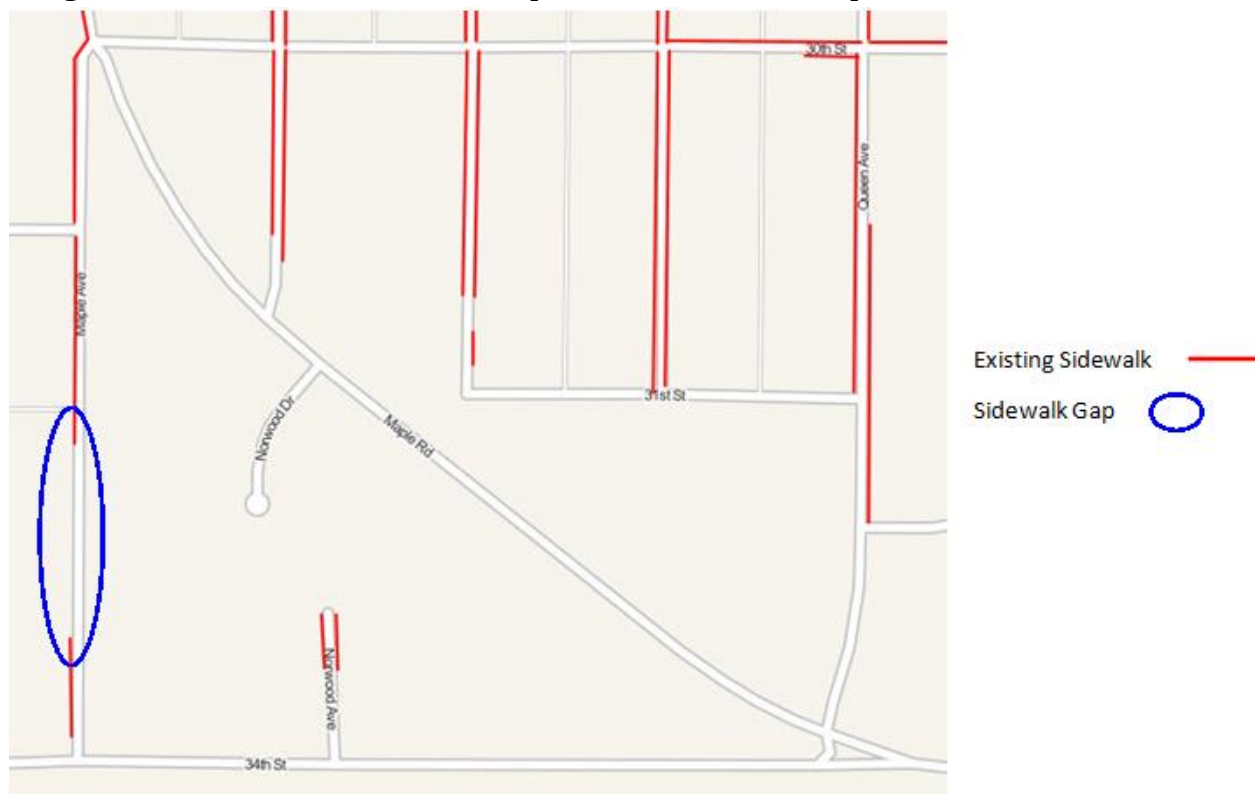 30th St
Queen Ave
Maple Ave
Existing Sidewalk
31st St
Sidewalk Gap
Norwood Dr
Maple Rd
Norwood Ave
34th St